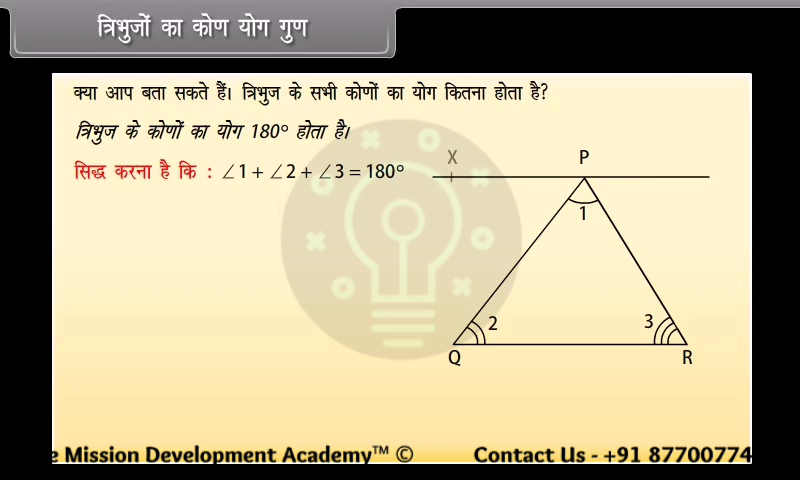 त्रिभुजों का कोण योग गुण
क्या आप बता सकते हैं। त्रिभुज के सभी कोणों का योग कितना होता है?
त्रिभुज के कोणों का योग 180° होता है।
सिद्ध करना है कि : ∠1 + ∠2 + ∠3 = 180°
X
P
1
2
3
Q
R
e Mission Development Academy™ ©
Contact Us - +91 87700774